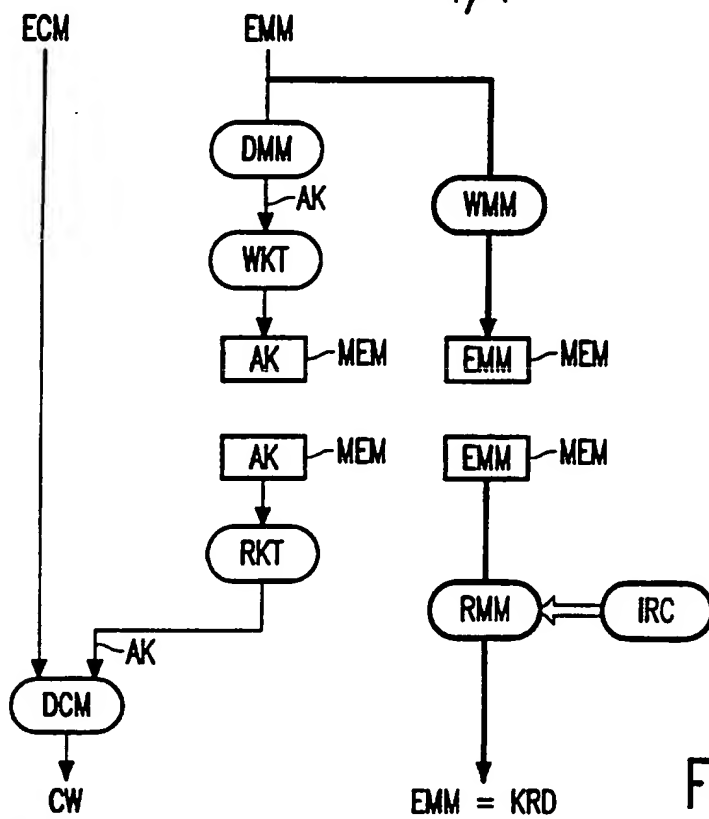 ECM EMM
DMM
AK
WMM
WKT
AK MEM EMM MEM
AK MEM EMM MEM
RKT
RMM IRC
AK
DCM
CW EMM = KRD
F